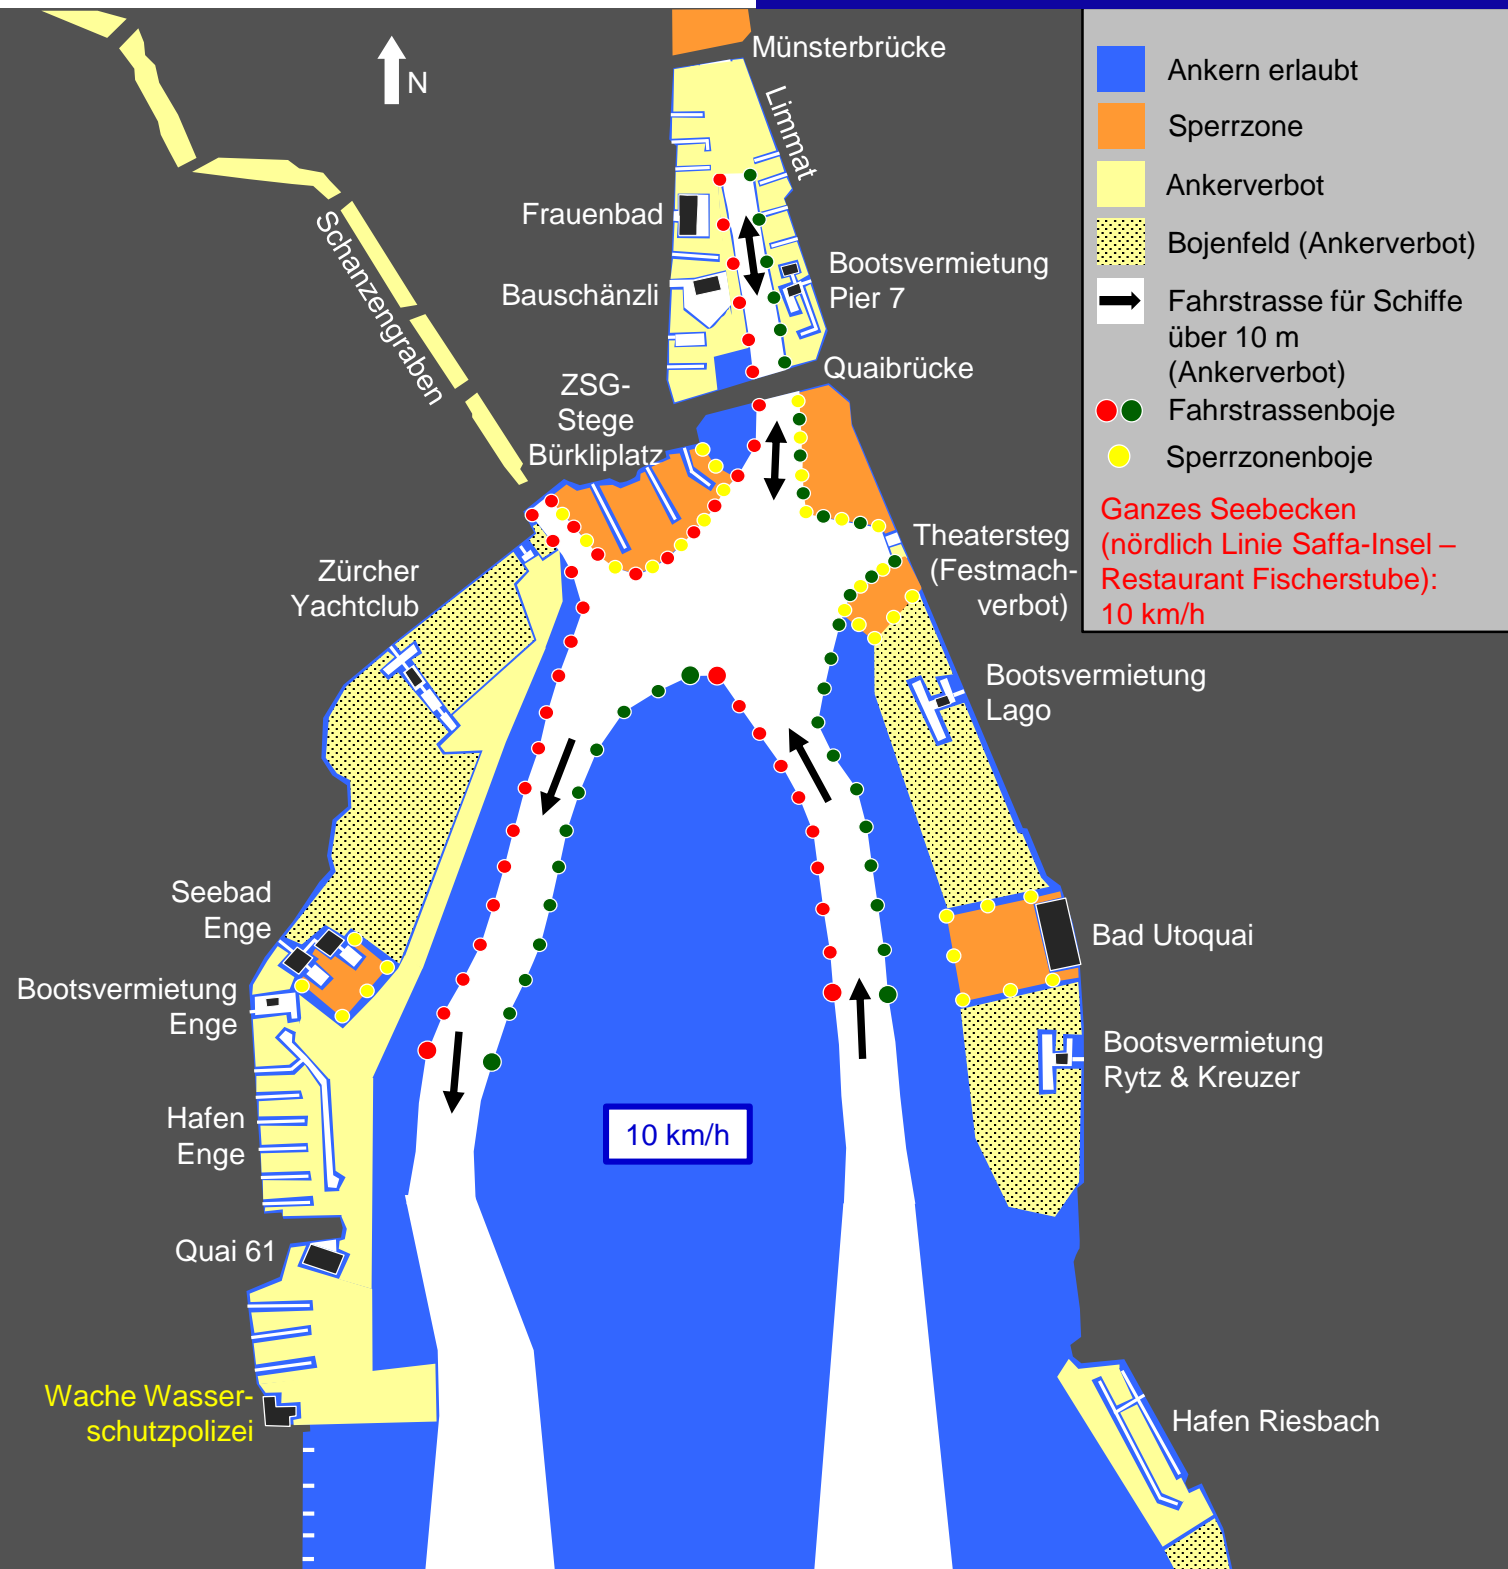 Münsterbrücke
N
Limmat
Schanzengraben
Frauenbad
Bauschänzli
Bootsvermietung
Pier 7
Quaibrücke
ZSG-
Stege
Bürkliplatz
Theatersteg
(Festmach-
verbot)
Zürcher
Yachtclub
Bootsvermietung
Lago
Seebad
Enge
Bad Utoquai
Bootsvermietung
Enge
Bootsvermietung
Rytz & Kreuzer
Hafen
Enge
10 km/h
Quai 61
Wache Wasser-
schutzpolizei
Hafen Riesbach
Ankern erlaubt
Sperrzone
Ankerverbot
Bojenfeld (Ankerverbot)
Fahrstrasse für Schiffe
über 10 m
(Ankerverbot)
Fahrstrassenboje
Sperrzonenboje
Ganzes Seebecken
(nördlich Linie Saffa-Insel –
Restaurant Fischerstube):
10 km/h